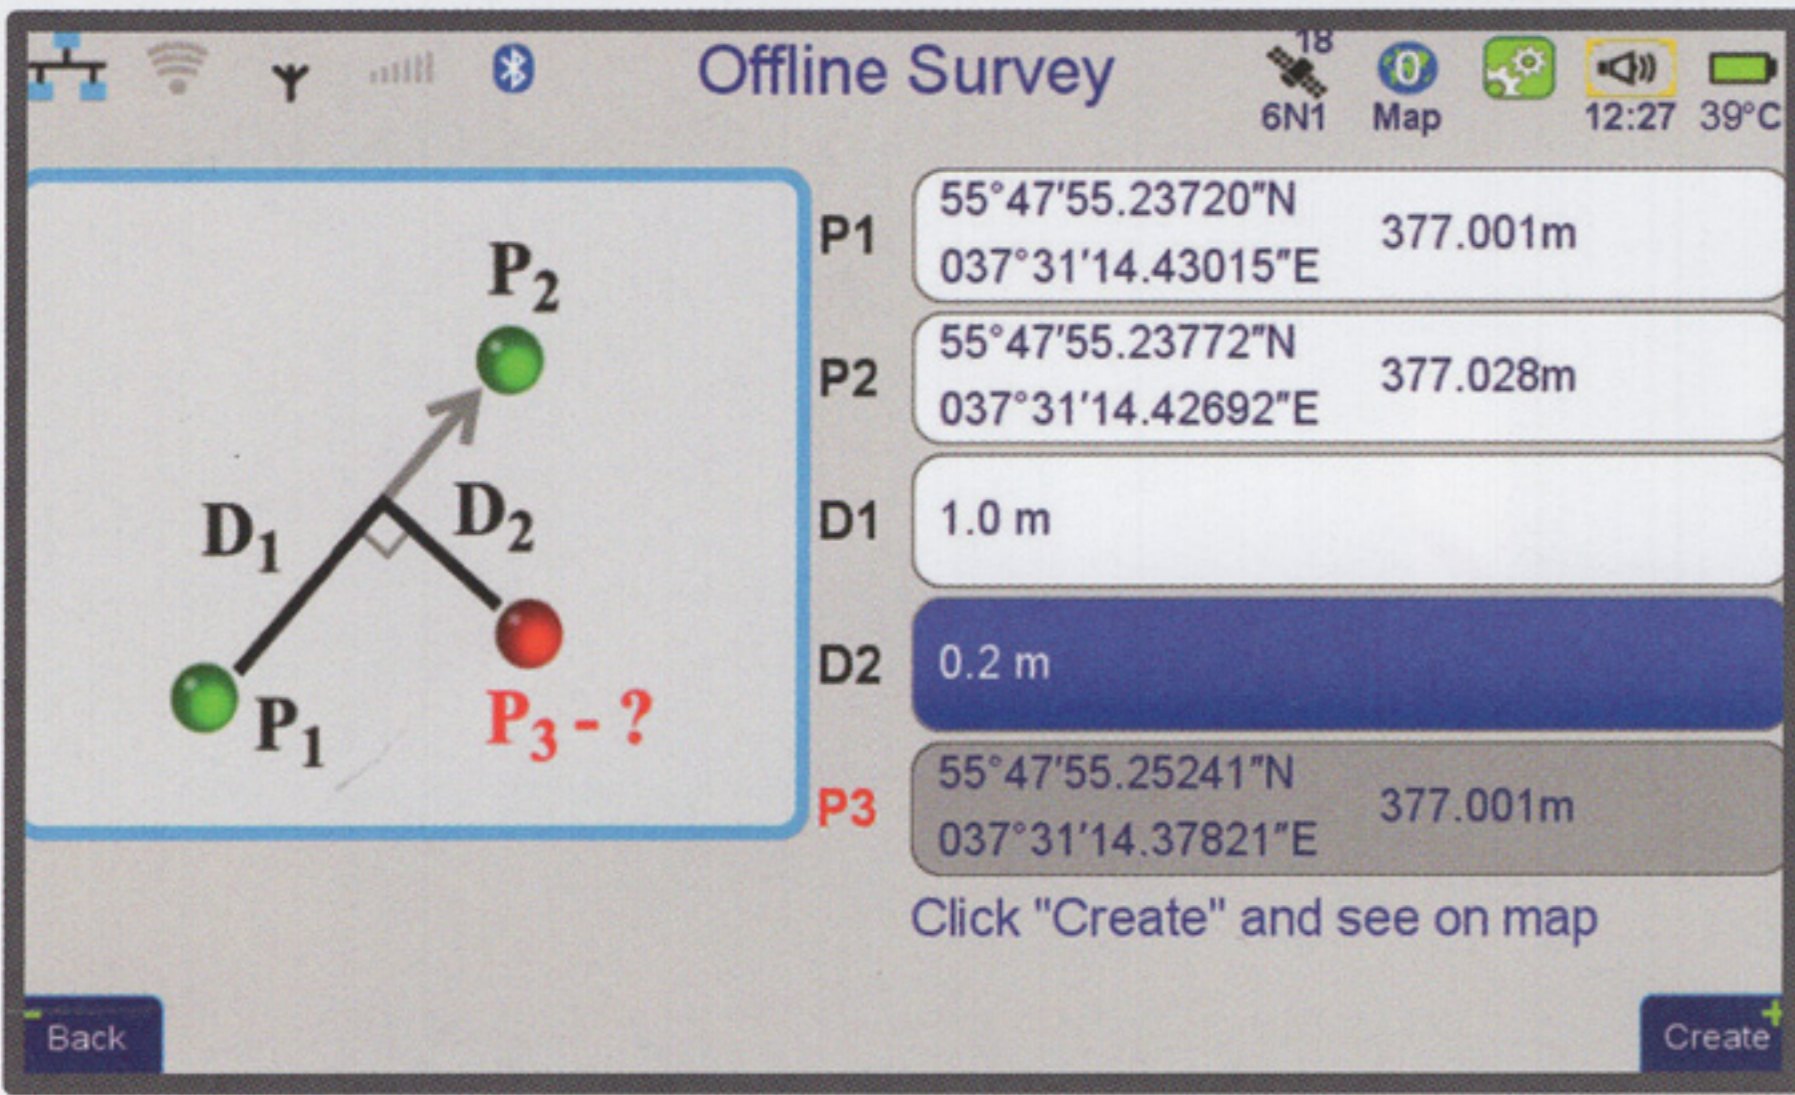 Offline Survey
18
6N1
0
Map
12:27
39°C
P2
D1
D2
P1
P3 - ?
P1
55°47'55.23720"N
037°31'14.43015"E
377.001m
P2
55°47'55.23772"N
037°31'14.42692"E
377.028m
D1
1.0 m
D2
0.2 m
P3
55°47'55.25241"N
037°31'14.37821"E
377.001m
Click "Create" and see on map
Back
Create